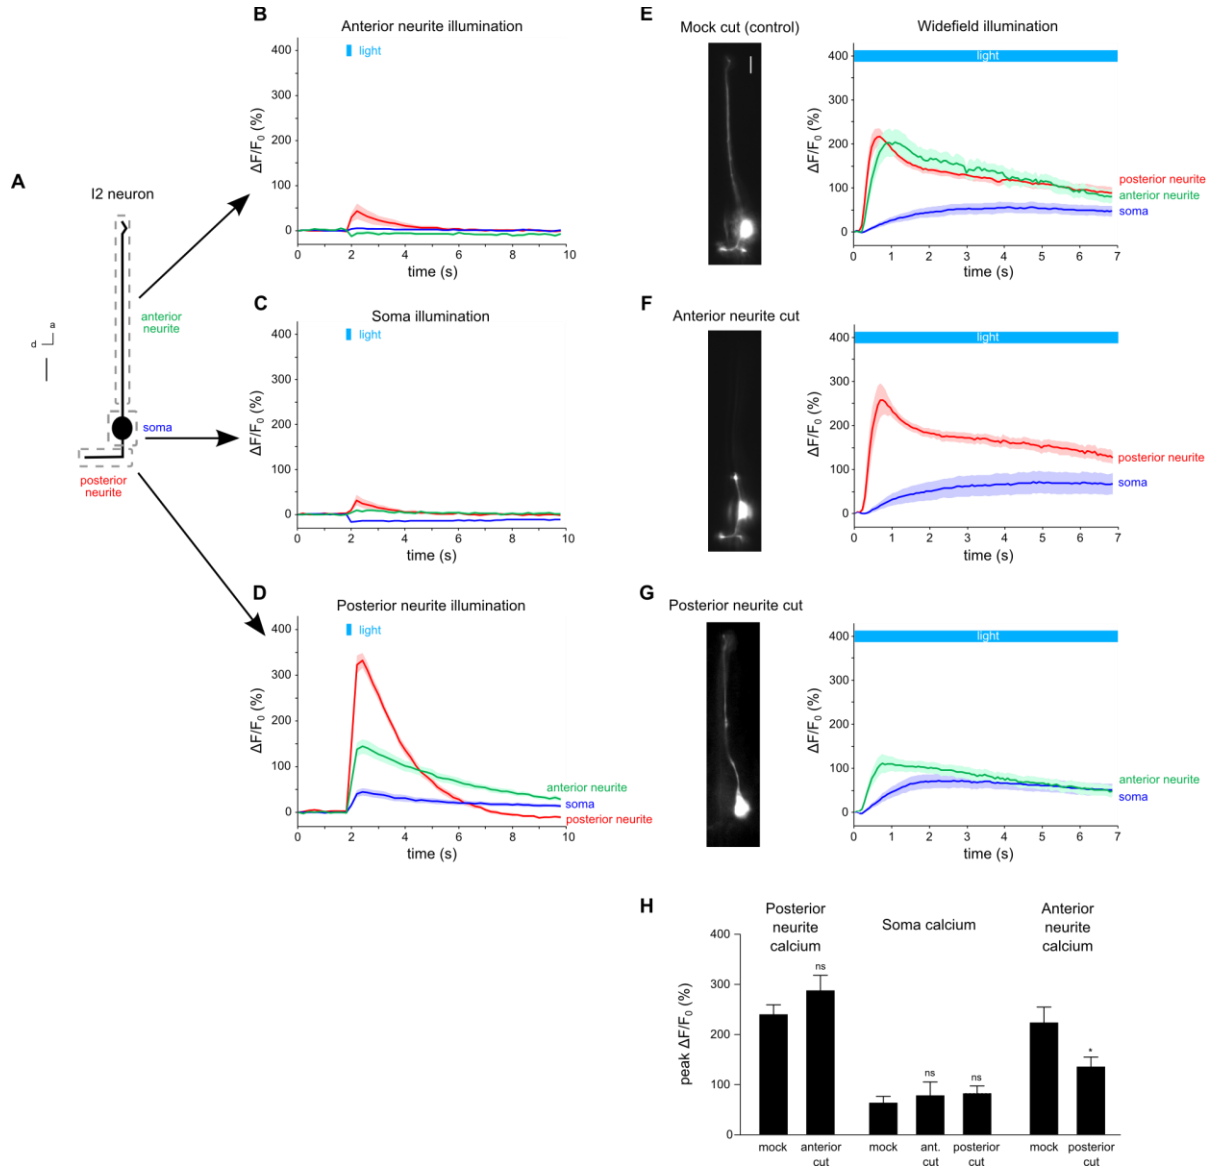 A
I2 neuron
a
d
anterior
neurite
soma
posterior
neurite
B
Anterior neurite illumination
light
400
300
200
100
0
ΔF/F0 (%)
0 2 4 6 8 10
time (s)
C
Soma illumination
light
400
300
200
100
0
ΔF/F0 (%)
0 2 4 6 8 10
time (s)
D
Posterior neurite illumination
light
400
300
200
100
0
ΔF/F0 (%)
anterior neurite
soma
posterior neurite
0 2 4 6 8 10
time (s)
E
Mock cut (control)
Widefield illumination
light
400
300
200
100
0
ΔF/F0 (%)
posterior neurite
anterior neurite
soma
0 1 2 3 4 5 6 7
time (s)
F
Anterior neurite cut
light
400
300
200
100
0
ΔF/F0 (%)
posterior neurite
soma
0 1 2 3 4 5 6 7
time (s)
G
Posterior neurite cut
light
400
300
200
100
0
ΔF/F0 (%)
anterior neurite
soma
0 1 2 3 4 5 6 7
time (s)
H
Posterior
neurite
calcium
Soma calcium
Anterior
neurite
calcium
400
300
200
100
0
peak ΔF/F0 (%)
ns
ns
ns
*
mock
anterior
cut
mock
ant.
cut
posterior
cut
mock
posterior
cut